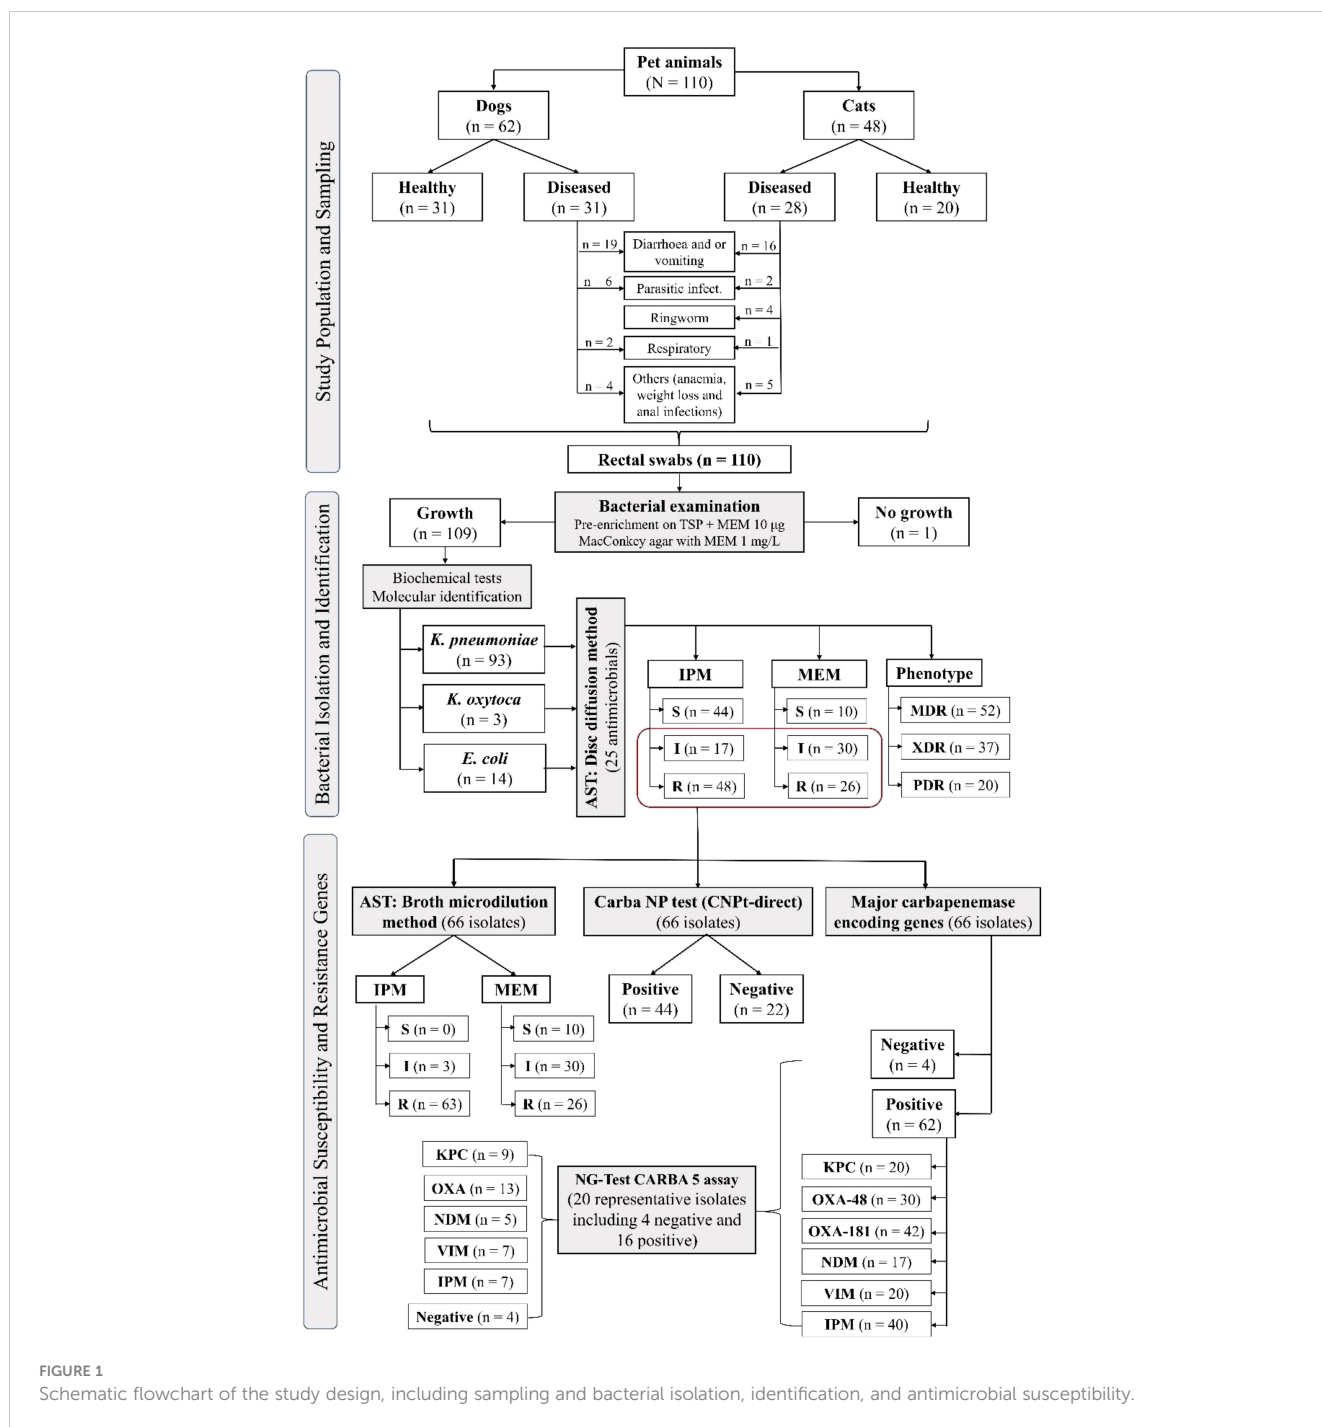 Pet animals
(N = 110)
Dogs
(n = 62)
Cats
(n = 48)
Healthy
(n = 31)
Diseased
(n = 31)
Diseased
(n = 28)
Healthy
(n = 20)
n = 19
Diarrhoea and or
vomiting
n = 16
n = 6
Parasitic infect.
n = 2
Ringworm
n = 4
n = 2
Respiratory
n = 1
n = 4
Others (anaemia,
weight loss and
anal infections)
n = 5
Rectal swabs (n = 110)
Study Population and Sampling
Growth
(n = 109)
Bacterial examination
Pre-enrichment on TSP + MEM 10 µg
MacConkey agar with MEM 1 mg/L
No growth
(n = 1)
Biochemical tests
Molecular identification
K. pneumoniae
(n = 93)
K. oxytoca
(n = 3)
E. coli
(n = 14)
AST: Disc diffusion method
(25 antimicrobials)
IPM
S (n = 44)
I (n = 17)
R (n = 48)
MEM
S (n = 10)
I (n = 30)
R (n = 26)
Phenotype
MDR (n = 52)
XDR (n = 37)
PDR (n = 20)
Bacterial Isolation and Identification
AST: Broth microdilution
method (66 isolates)
Carba NP test (CNPt-direct)
(66 isolates)
Major carbapenemase
encoding genes (66 isolates)
IPM
S (n = 0)
I (n = 3)
R (n = 63)
MEM
S (n = 10)
I (n = 30)
R (n = 26)
Positive
(n = 44)
Negative
(n = 22)
Negative
(n = 4)
Positive
(n = 62)
KPC (n = 20)
OXA-48 (n = 30)
OXA-181 (n = 42)
NDM (n = 17)
VIM (n = 20)
IPM (n = 40)
NG-Test CARBA 5 assay
(20 representative isolates
including 4 negative and
16 positive)
KPC (n = 9)
OXA (n = 13)
NDM (n = 5)
VIM (n = 7)
IPM (n = 7)
Negative (n = 4)
Antimicrobial Susceptibility and Resistance Genes
FIGURE 1
Schematic flowchart of the study design, including sampling and bacterial isolation, identification, and antimicrobial susceptibility.